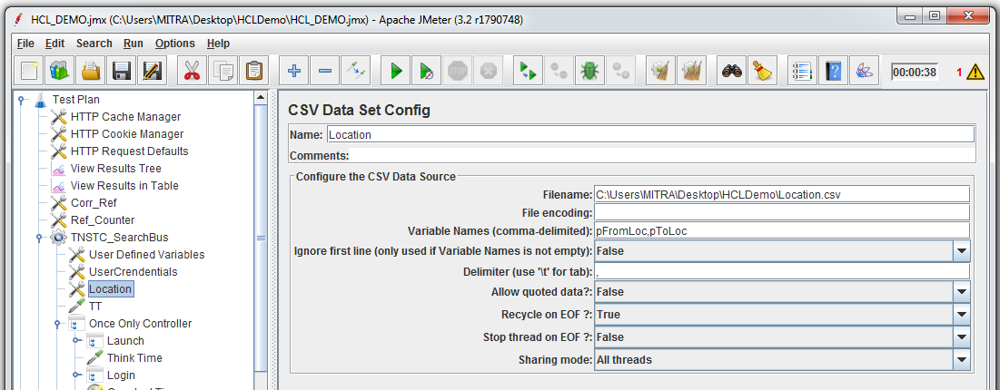 HCL_DEMO.jmx (C:\Users\MITRA\Desktop\HCLDemo\HCL_DEMO.jmx) - Apache JMeter (3.2 r1790748)
File Edit Search Run Options Help
STOP 00:00:38 1
Test Plan
HTTP Cache Manager
HTTP Cookie Manager
HTTP Request Defaults
View Results Tree
View Results in Table
Corr_Ref
Ref_Counter
TNSTC_SearchBus
User Defined Variables
UserCrendentials
Location
TT
Once Only Controller
Launch
Think Time
Login
CSV Data Set Config
Name: Location
Comments:
Configure the CSV Data Source
Filename: C:\Users\MITRA\Desktop\HCLDemo\Location.csv
File encoding:
Variable Names (comma-delimited): pFromLoc,pToLoc
Ignore first line (only used if Variable Names is not empty): False
Delimiter (use '\t' for tab): ,
Allow quoted data?: False
Recycle on EOF ?: True
Stop thread on EOF ?: False
Sharing mode: All threads